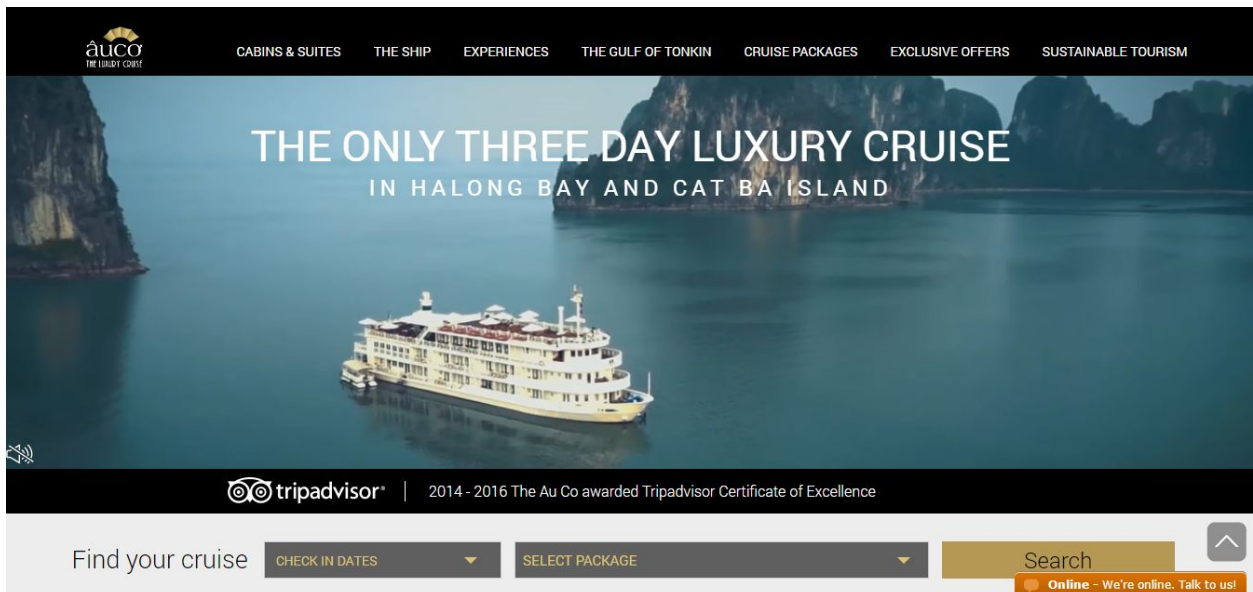 âuco
THE LUXURY CRUISE
CABINS & SUITES
THE SHIP
EXPERIENCES
THE GULF OF TONKIN
CRUISE PACKAGES
EXCLUSIVE OFFERS
SUSTAINABLE TOURISM
THE ONLY THREE DAY LUXURY CRUISE
IN HALONG BAY AND CAT BA ISLAND
tripadvisor®
2014 - 2016 The Au Co awarded Tripadvisor Certificate of Excellence
Find your cruise
CHECK IN DATES
SELECT PACKAGE
Search
Online - We're online. Talk to us!